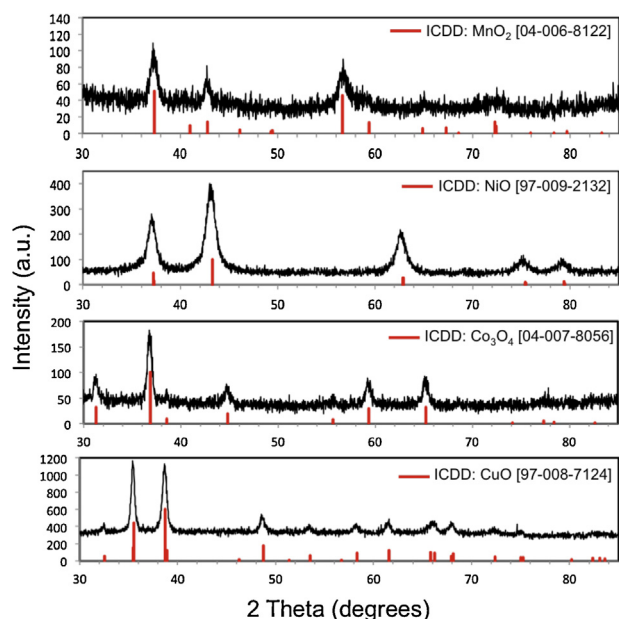 140
120
100
80
60
40
20
0
ICDD: MnO₂ [04-006-8122]
30 40 50 60 70 80
400
300
200
100
0
ICDD: NiO [97-009-2132]
30 40 50 60 70 80
200
150
100
50
0
ICDD: Co₃O₄ [04-007-8056]
30 40 50 60 70 80
1200
1000
800
600
400
200
0
ICDD: CuO [97-008-7124]
30 40 50 60 70 80
Intensity (a.u.)
2 Theta (degrees)